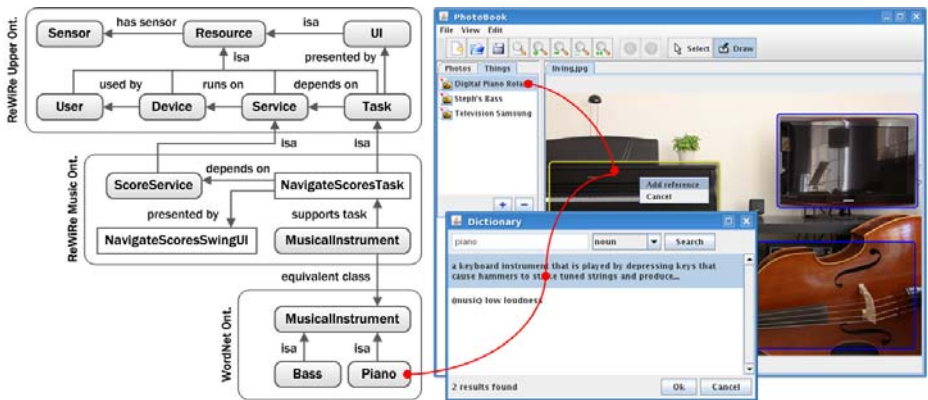 ReWiRe Upper Ont.
Sensor
has sensor
Resource
isa
UI
isa
presented by
used by
runs on
depends on
User
Device
Service
Task
isa
isa
ReWiRe Music Ont.
depends on
ScoreService
NavigateScoresTask
presented by
supports task
NavigateScoresSwingUI
MusicalInstrument
equivalent class
WordNet Ont.
MusicalInstrument
isa
isa
Bass
Piano
PhotoBook
File View Edit
Select
Draw
Photos
Things
living.jpg
Digital Piano Rola
Steph's Bass
Television Samsung
Add reference
Cancel
Dictionary
piano
noun
Search
a keyboard instrument that is played by depressing keys that
cause hammers to strike tuned strings and produce...
(music) low loudness
2 results found
Ok
Cancel